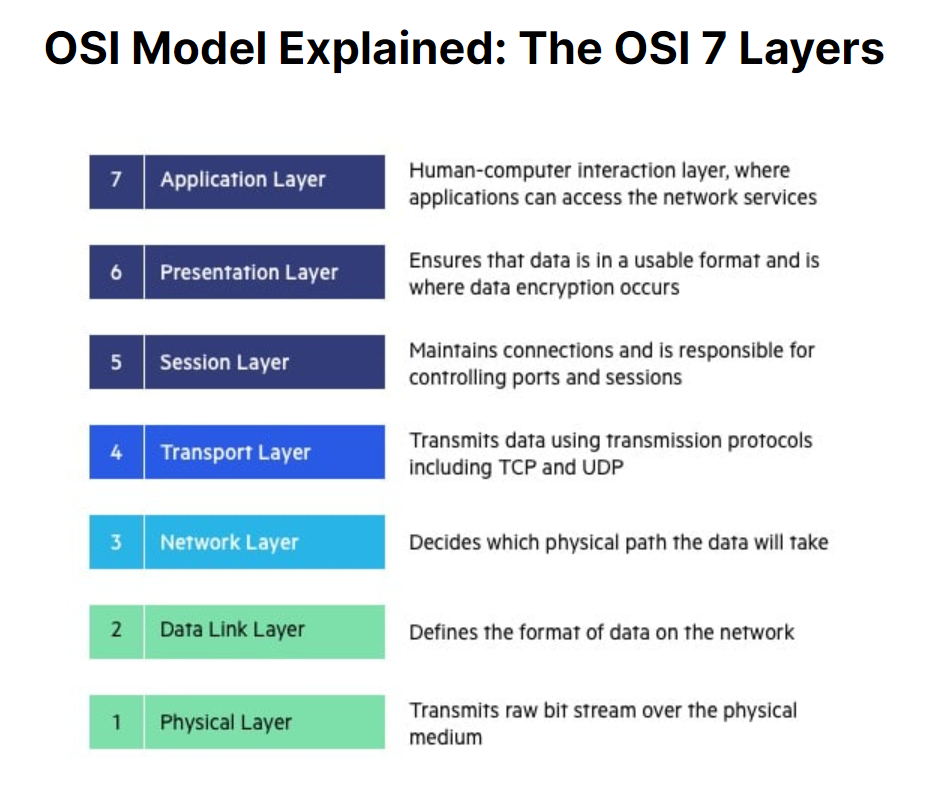 OSI Model Explained: The OSI 7 Layers
7 Application Layer
Human-computer interaction layer, where
applications can access the network services
6 Presentation Layer
Ensures that data is in a usable format and is
where data encryption occurs
5 Session Layer
Maintains connections and is responsible for
controlling ports and sessions
4 Transport Layer
Transmits data using transmission protocols
including TCP and UDP
3 Network Layer
Decides which physical path the data will take
2 Data Link Layer
Defines the format of data on the network
1 Physical Layer
Transmits raw bit stream over the physical
medium